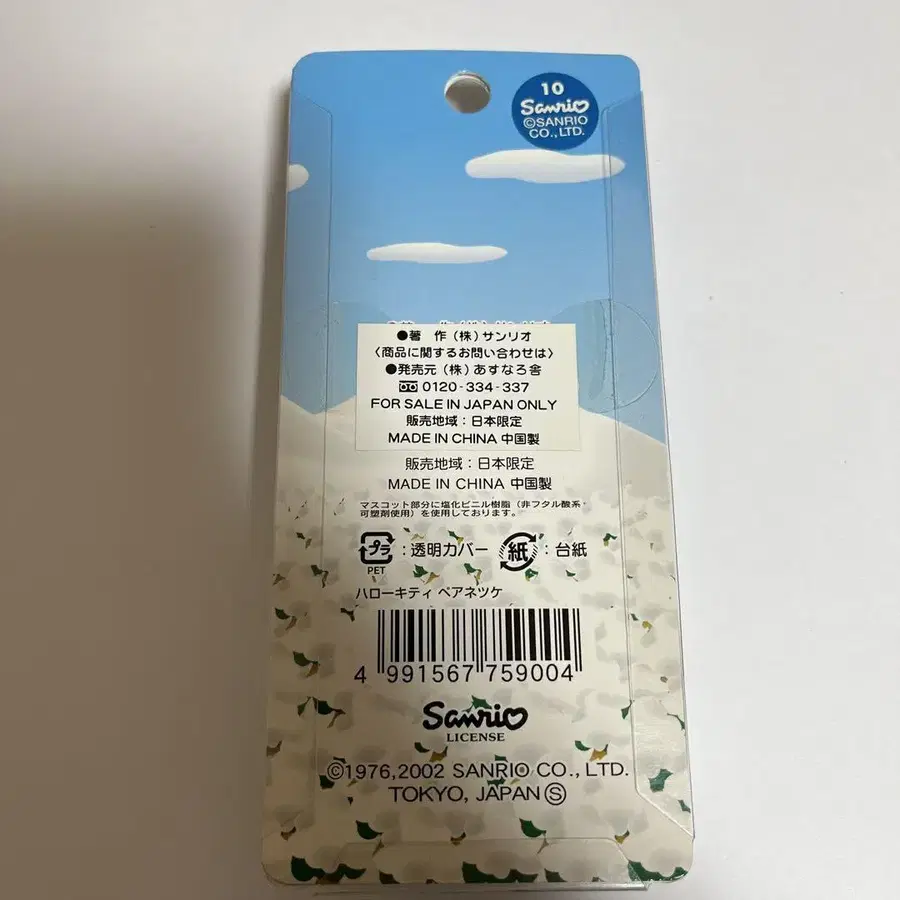 10
Sanrio
©SANRIO
CO.,LTD.
●著 作(株)サンリオ
〈商品に関するお問い合わせは〉
●発売元(株)あすなろ舎
0120-334-337
FOR SALE IN JAPAN ONLY
販売地域:日本限定
MADE IN CHINA 中国製
販売地域:日本限定
MADE IN CHINA 中国製
マスコット部分に塩化ビニル樹脂(非フタル酸系・
可塑剤使用)を使用しております。
プラ:透明カバー 紙:台紙
PET
ハローキティ ペアネツケ
4 991567 759004
Sanrio
LICENSE
©1976,2002 SANRIO CO.,LTD.
TOKYO, JAPAN Ⓢ